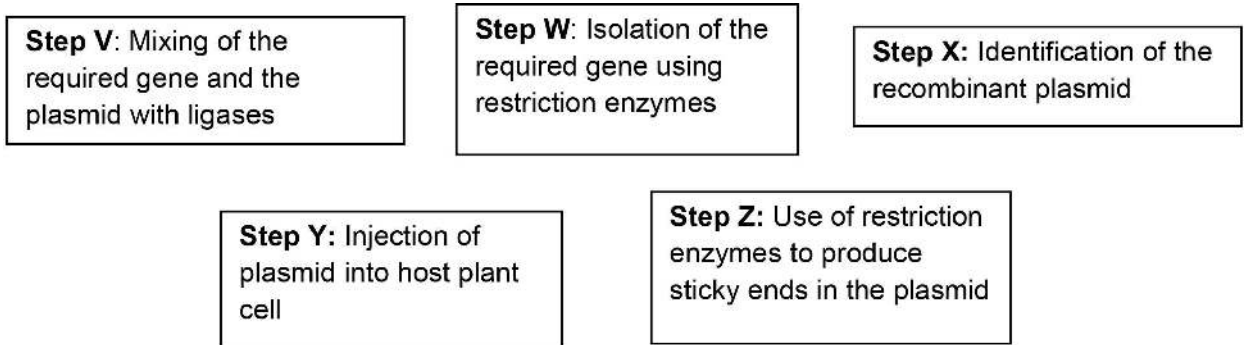 Step V: Mixing of the
required gene and the
plasmid with ligases
Step W: Isolation of the
required gene using
restriction enzymes
Step X: Identification of the
recombinant plasmid
Step Y: Injection of
plasmid into host plant
cell
Step Z: Use of restriction
enzymes to produce
sticky ends in the plasmid